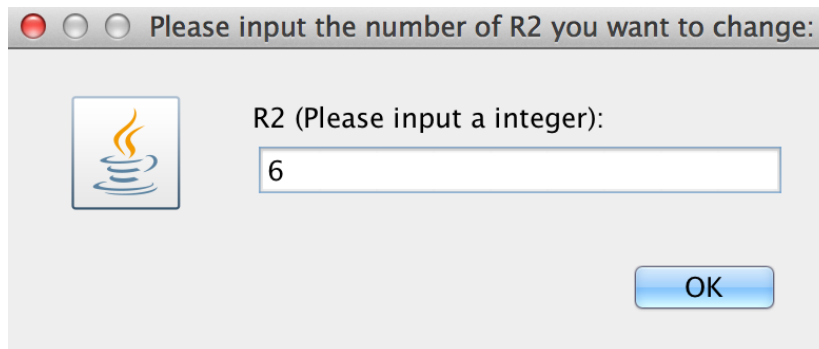 Please input the number of R2 you want to change:
R2 (Please input a integer):
6
OK